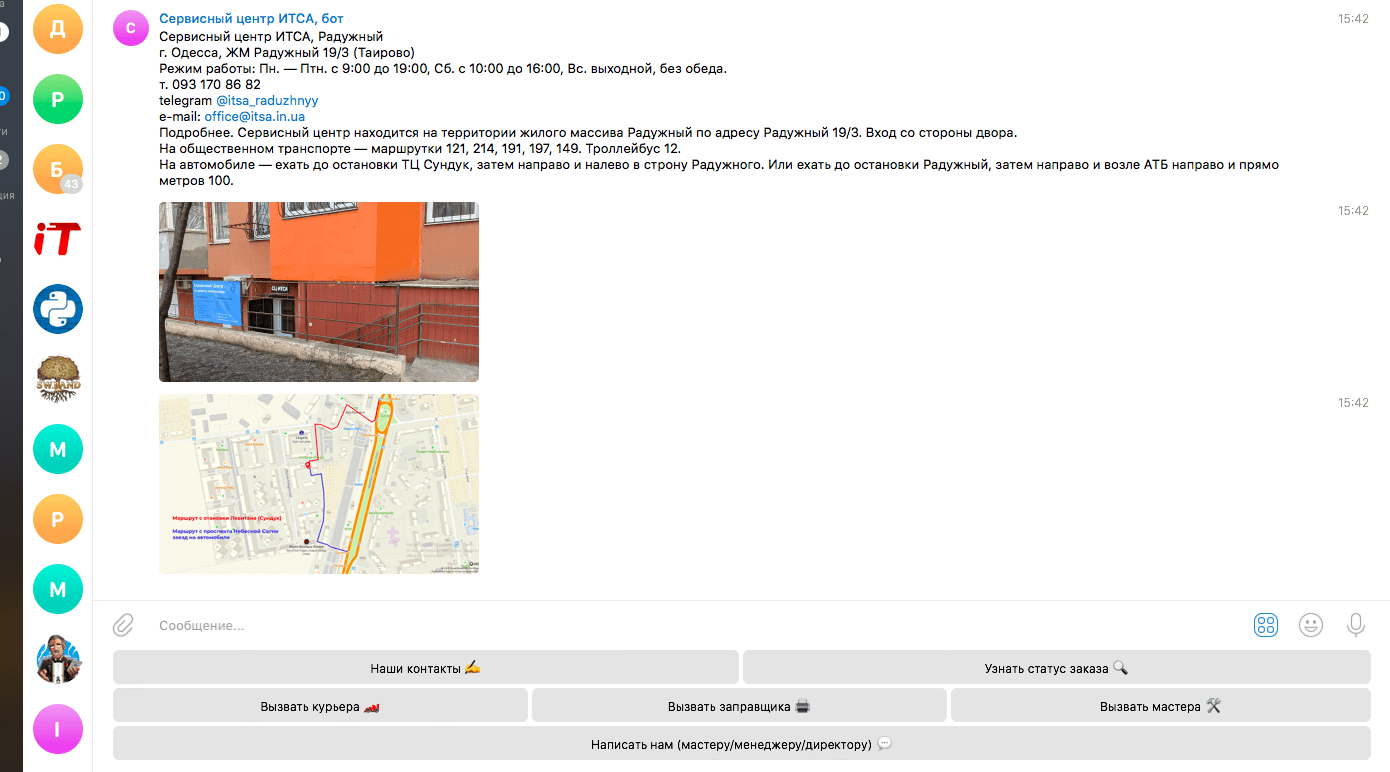 Сервисный центр ИТСА, бот
15:42
Сервисный центр ИТСА, Радужный
г. Одесса, ЖМ Радужный 19/3 (Таирово)
Режим работы: Пн. — Птн. с 9:00 до 19:00, Сб. с 10:00 до 16:00, Вс. выходной, без обеда.
т. 093 170 86 82
telegram @itsa_raduzhnyy
e-mail: office@itsa.in.ua
Подробнее. Сервисный центр находится на территории жилого массива Радужный по адресу Радужный 19/3. Вход со стороны двора.
На общественном транспорте — маршрутки 121, 214, 191, 197, 149. Троллейбус 12.
На автомобиле — ехать до остановки ТЦ Сундук, затем направо и налево в строну Радужного. Или ехать до остановки Радужный, затем направо и возле АТБ направо и прямо
метров 100.
15:42
СЦ ИТСА
15:42
Маршрут с отановки Левитана (Сундук)
Маршрут с проспекта Небесной Сотни
заезд на автомобиле
Сообщение...
Наши контакты ✍️
Узнать статус заказа 🔍
Вызвать курьера 🏎️
Вызвать заправщика 🖨️
Вызвать мастера 🛠️
Написать нам (мастеру/менеджеру/директору) 💬
Д
С
Р
Б
43
iT
SW.BAND
М
Р
М
I